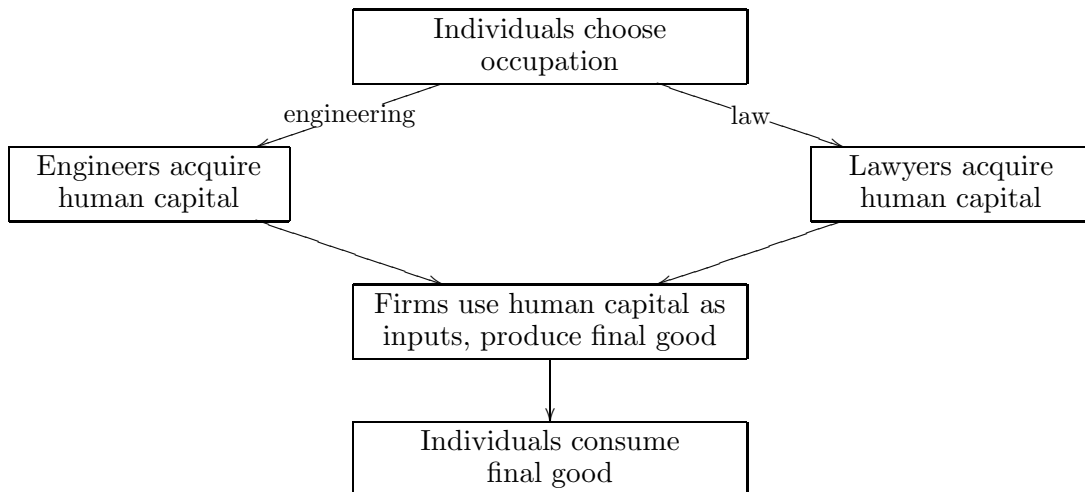 Individuals choose
occupation
engineering
law
Engineers acquire
human capital
Lawyers acquire
human capital
Firms use human capital as
inputs, produce final good
Individuals consume
final good